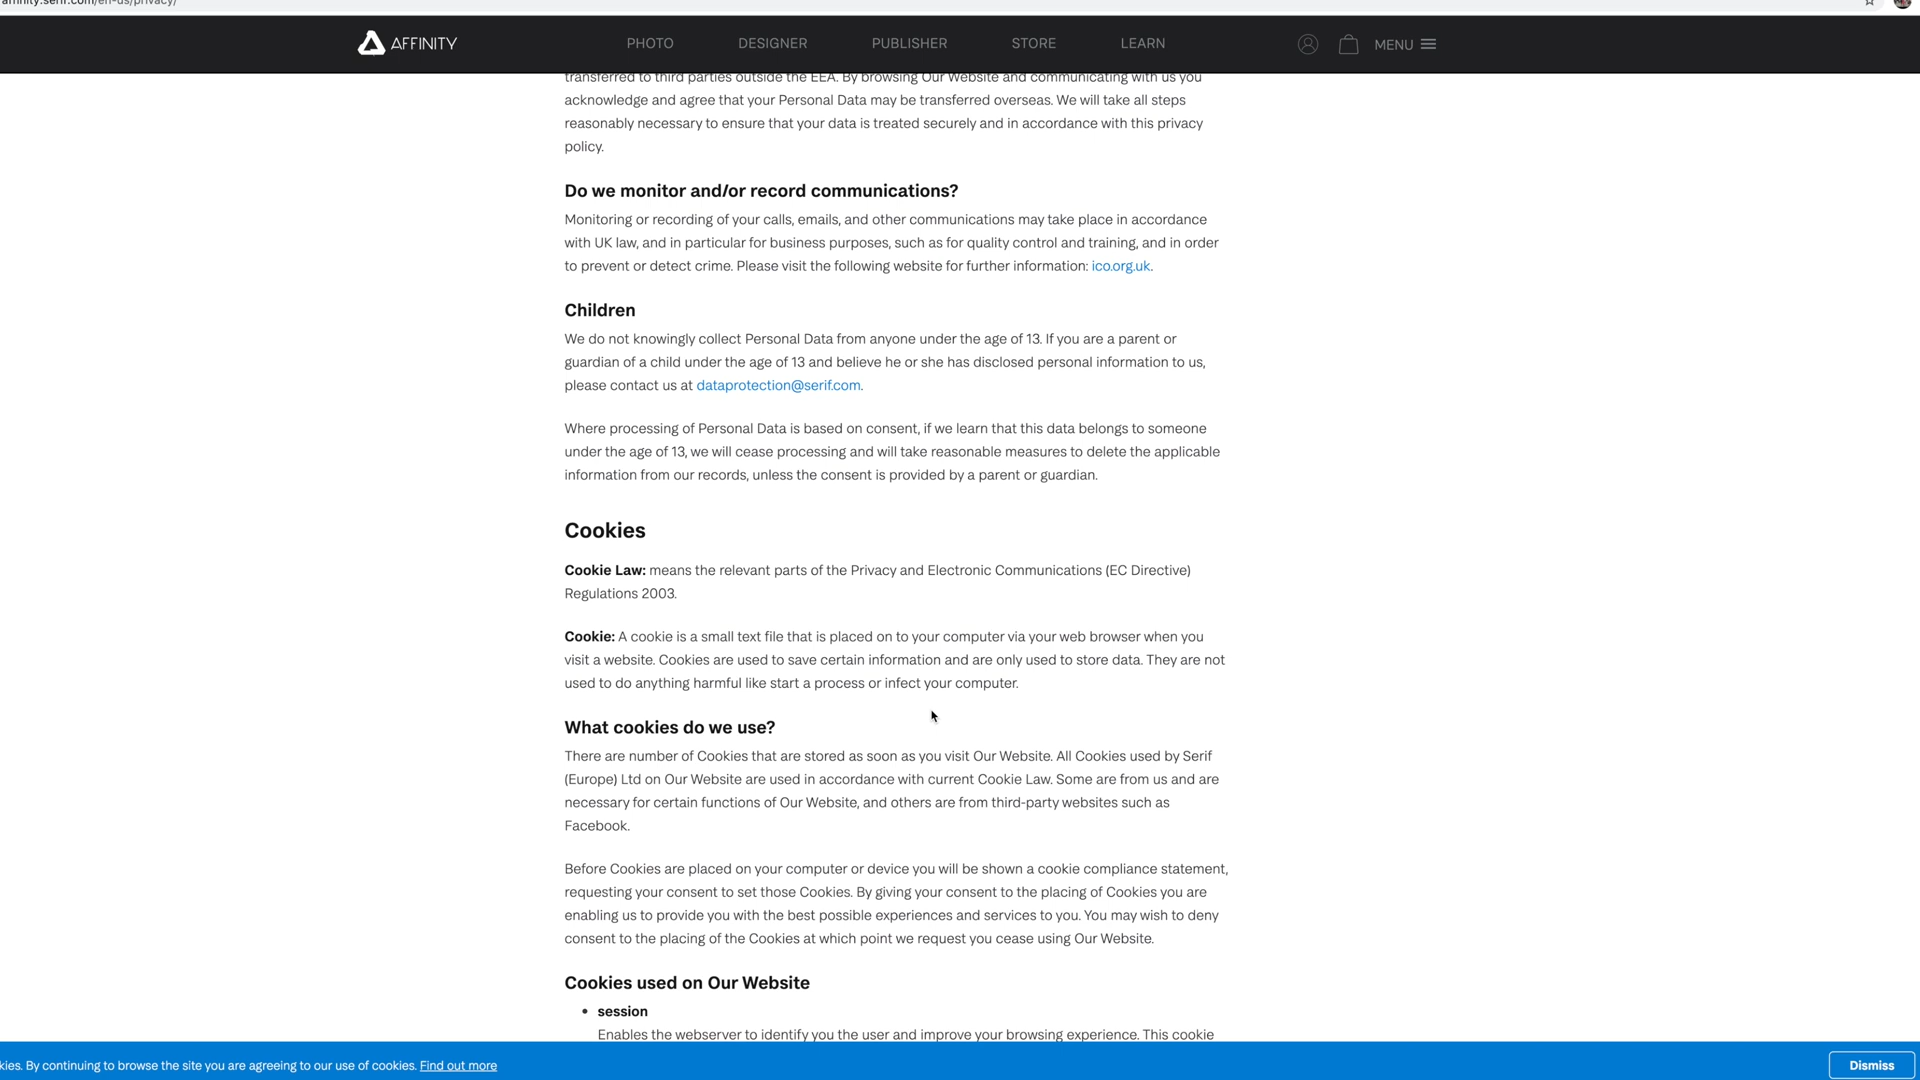 affinity.serif.com/en-us/privacy/
AFFINITY
PHOTO
DESIGNER
PUBLISHER
STORE
LEARN
MENU
transferred to third parties outside the EEA. By browsing Our Website and communicating with us you
acknowledge and agree that your Personal Data may be transferred overseas. We will take all steps
reasonably necessary to ensure that your data is treated securely and in accordance with this privacy
policy.
Do we monitor and/or record communications?
Monitoring or recording of your calls, emails, and other communications may take place in accordance
with UK law, and in particular for business purposes, such as for quality control and training, and in order
to prevent or detect crime. Please visit the following website for further information: ico.org.uk.
Children
We do not knowingly collect Personal Data from anyone under the age of 13. If you are a parent or
guardian of a child under the age of 13 and believe he or she has disclosed personal information to us,
please contact us at dataprotection@serif.com.
Where processing of Personal Data is based on consent, if we learn that this data belongs to someone
under the age of 13, we will cease processing and will take reasonable measures to delete the applicable
information from our records, unless the consent is provided by a parent or guardian.
Cookies
Cookie Law: means the relevant parts of the Privacy and Electronic Communications (EC Directive)
Regulations 2003.
Cookie: A cookie is a small text file that is placed on to your computer via your web browser when you
visit a website. Cookies are used to save certain information and are only used to store data. They are not
used to do anything harmful like start a process or infect your computer.
What cookies do we use?
There are number of Cookies that are stored as soon as you visit Our Website. All Cookies used by Serif
(Europe) Ltd on Our Website are used in accordance with current Cookie Law. Some are from us and are
necessary for certain functions of Our Website, and others are from third-party websites such as
Facebook.
Before Cookies are placed on your computer or device you will be shown a cookie compliance statement,
requesting your consent to set those Cookies. By giving your consent to the placing of Cookies you are
enabling us to provide you with the best possible experiences and services to you. You may wish to deny
consent to the placing of the Cookies at which point we request you cease using Our Website.
Cookies used on Our Website
• session
Enables the webserver to identify you the user and improve your browsing experience. This cookie
kies. By continuing to browse the site you are agreeing to our use of cookies. Find out more
Dismiss